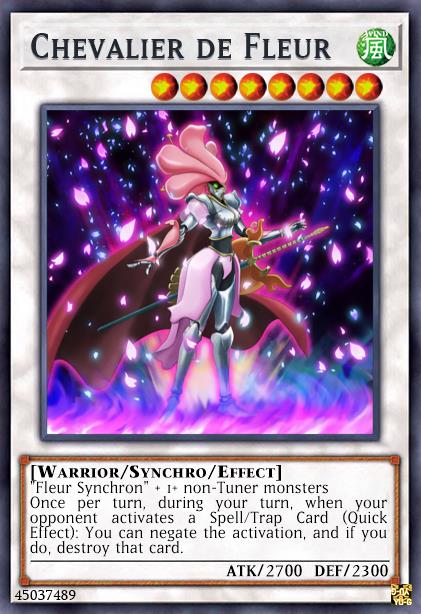 CHEVALIER DE FLEUR
WIND
風
[WARRIOR/SYNCHRO/EFFECT]
"Fleur Synchron" + 1+ non-Tuner monsters
Once per turn, during your turn, when your
opponent activates a Spell/Trap Card (Quick
Effect): You can negate the activation, and if you
do, destroy that card.
ATK/2700 DEF/2300
45037489